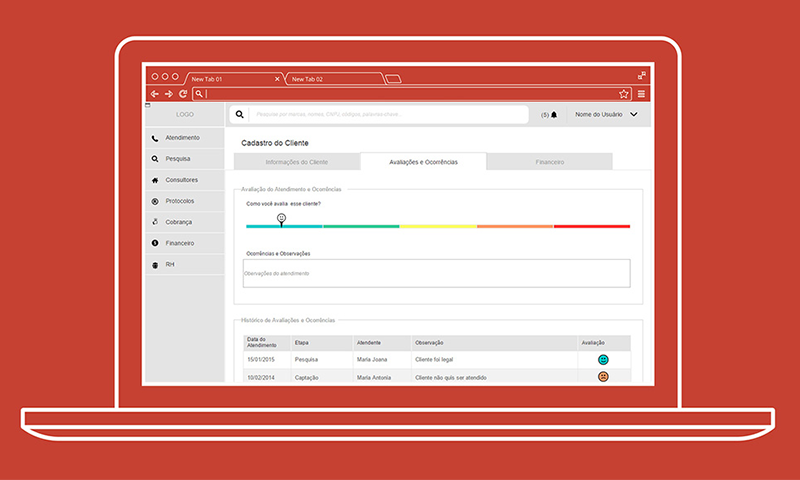 New Tab 01
New Tab 02
LOGO
Pesquise por marcas, nomes, CNPJ, códigos, palavras-chave...
(5)
Nome do Usuário
Atendimento
Pesquisa
Consultores
Protocolos
Cobrança
Financeiro
RH
Cadastro do Cliente
Informações do Cliente
Avaliações e Ocorrências
Financeiro
Avaliação do Atendimento e Ocorrências
Como você avalia esse cliente?
Ocorrências e Observações
Observações do atendimento
Histórico de Avaliações e Ocorrências
Data do
Atendimento
Etapa
Atendente
Observação
Avaliação
15/01/2015
Pesquisa
Maria Joana
Cliente foi legal
10/02/2014
Captação
Maria Antonia
Cliente não quis ser atendido